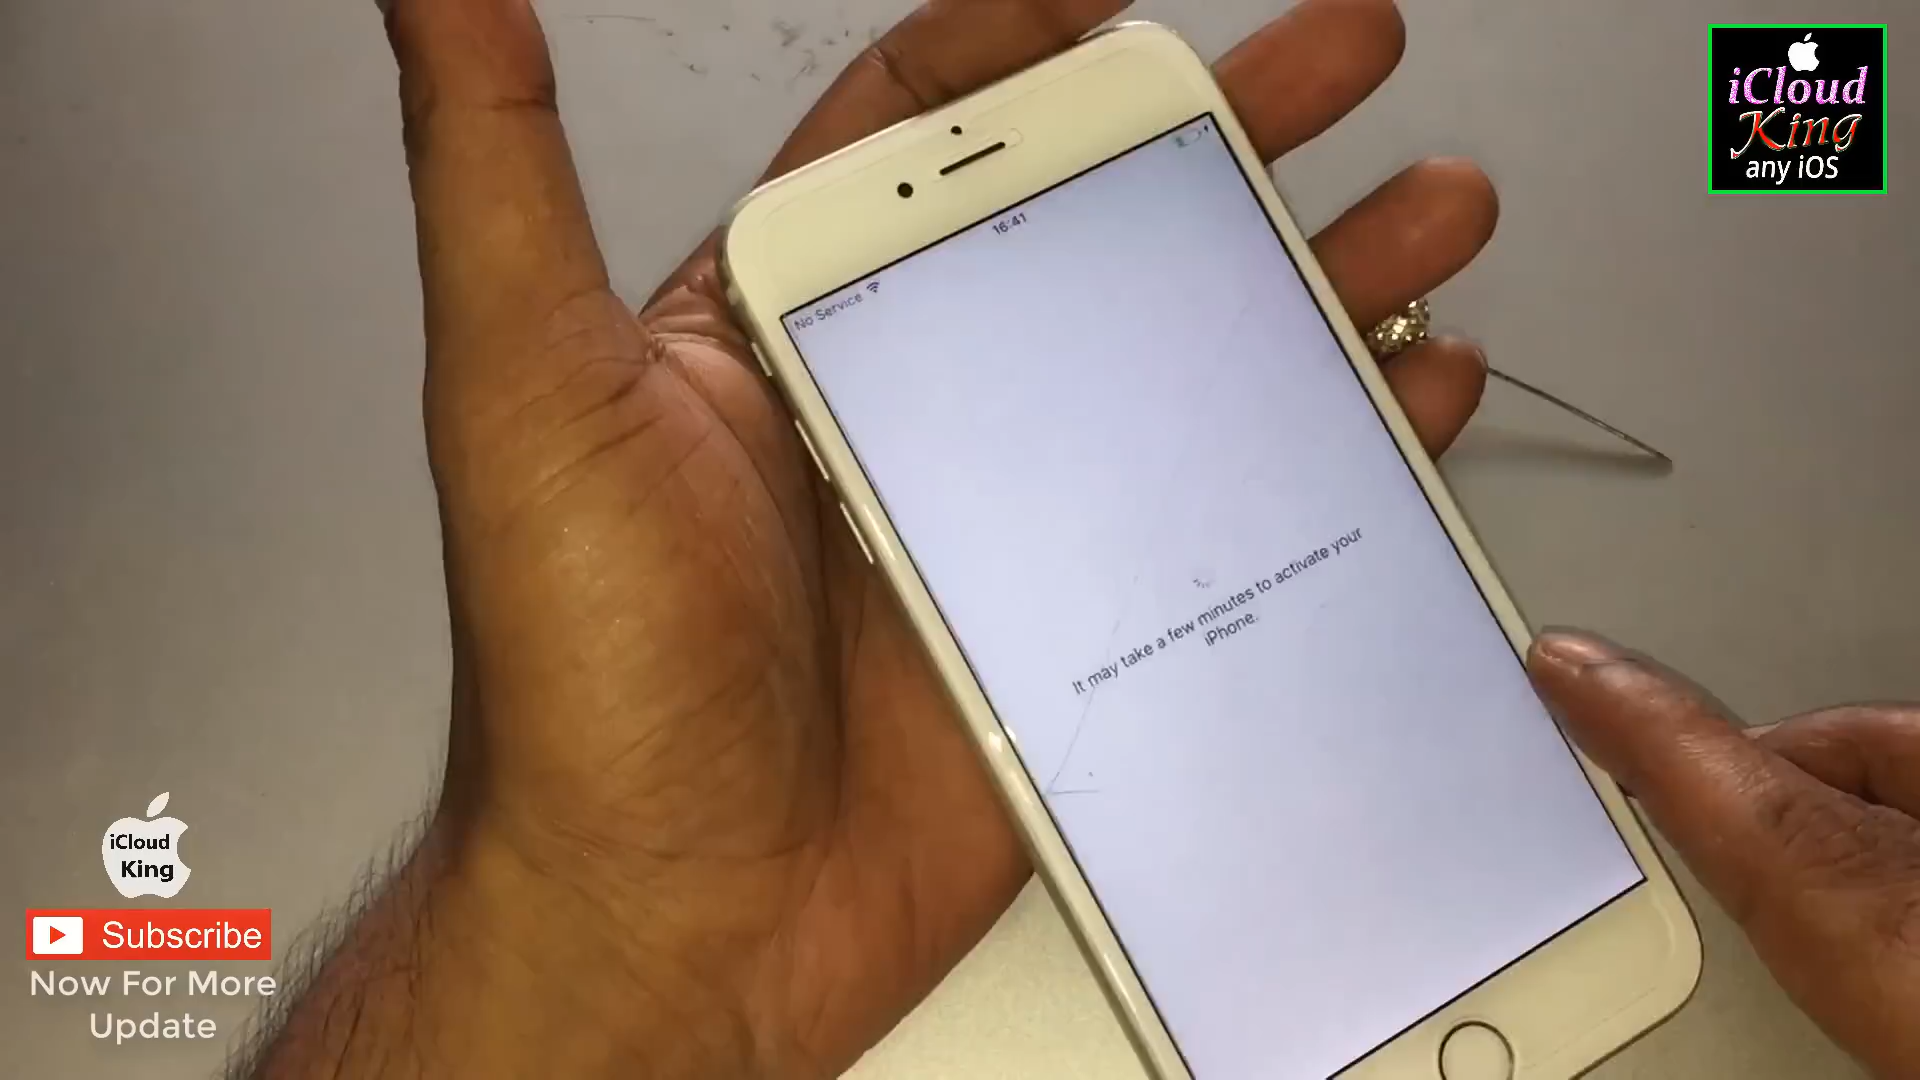 iCloud
King
any iOS
16:41
No Service
It may take a few minutes to activate your
iPhone.
iCloud
King
Subscribe
Now For More
Update